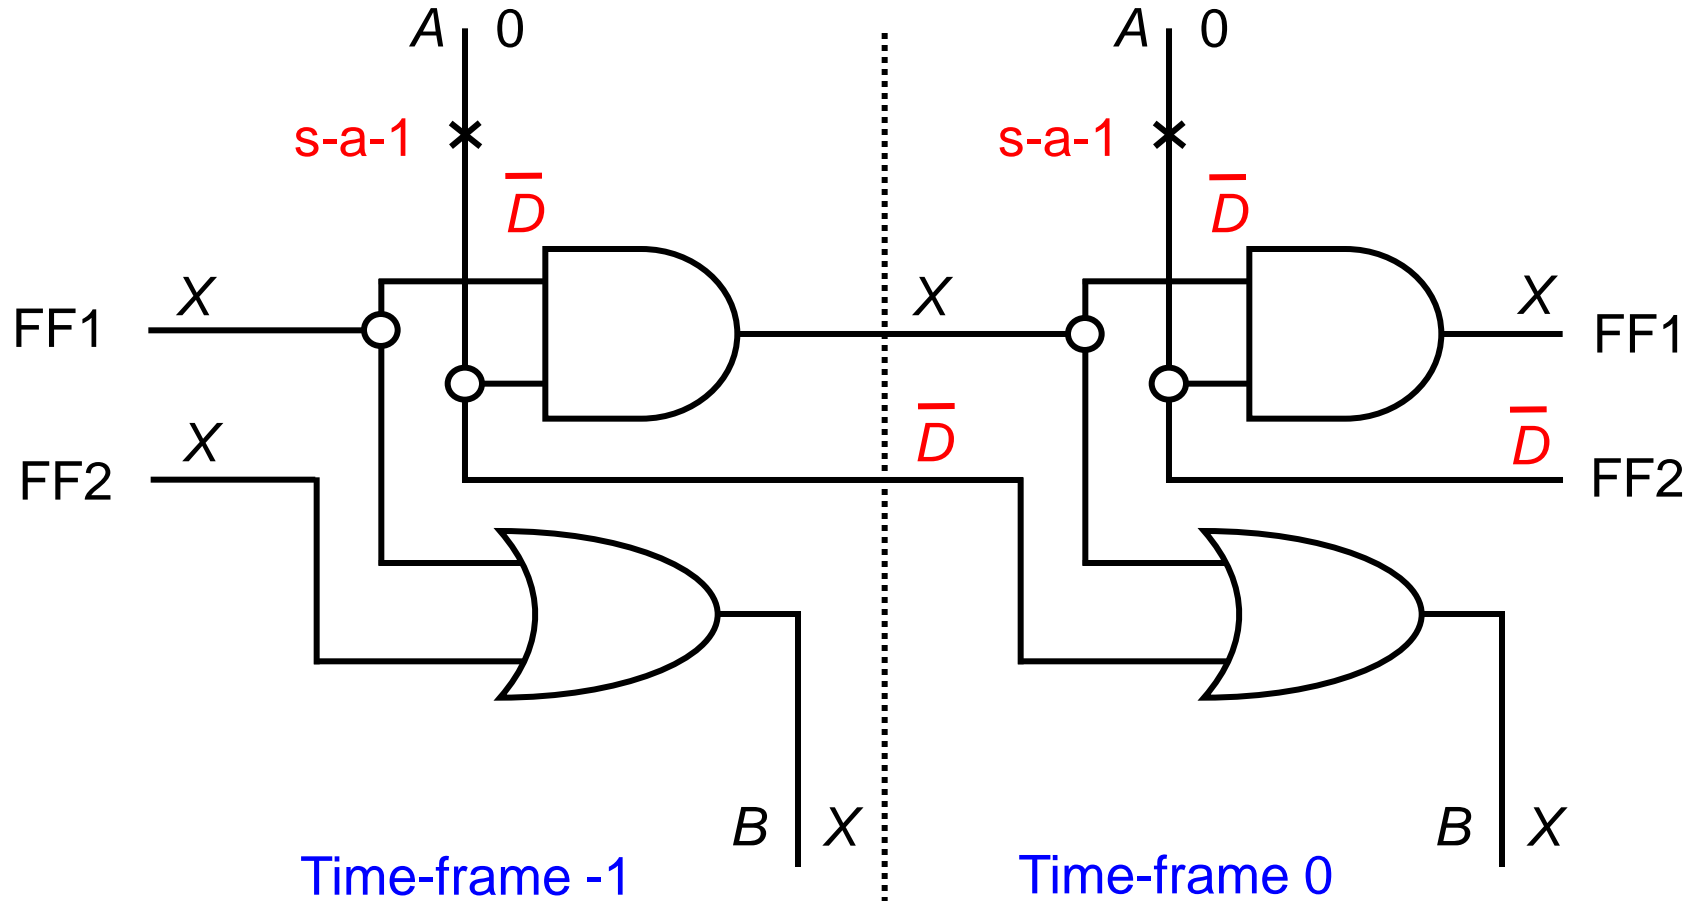 A 0
A 0
s-a-1
s-a-1
D̅
D̅
X
X
X
FF1
FF1
X
D̅
D̅
FF2
FF2
B X
B X
Time-frame -1
Time-frame 0